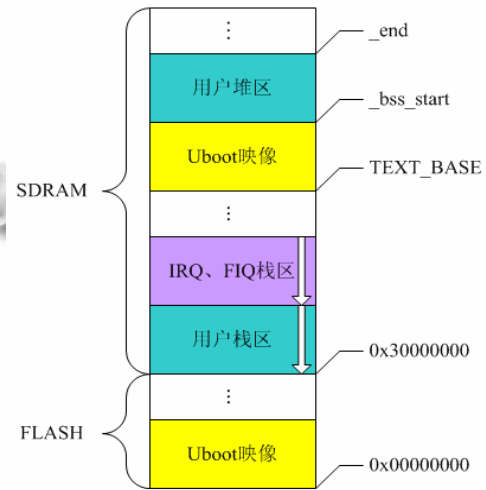 ⋮
_end
用户堆区
_bss_start
Uboot映像
TEXT_BASE
SDRAM
⋮
IRQ、FIQ栈区
用户栈区
0x30000000
⋮
FLASH
Uboot映像
0x00000000